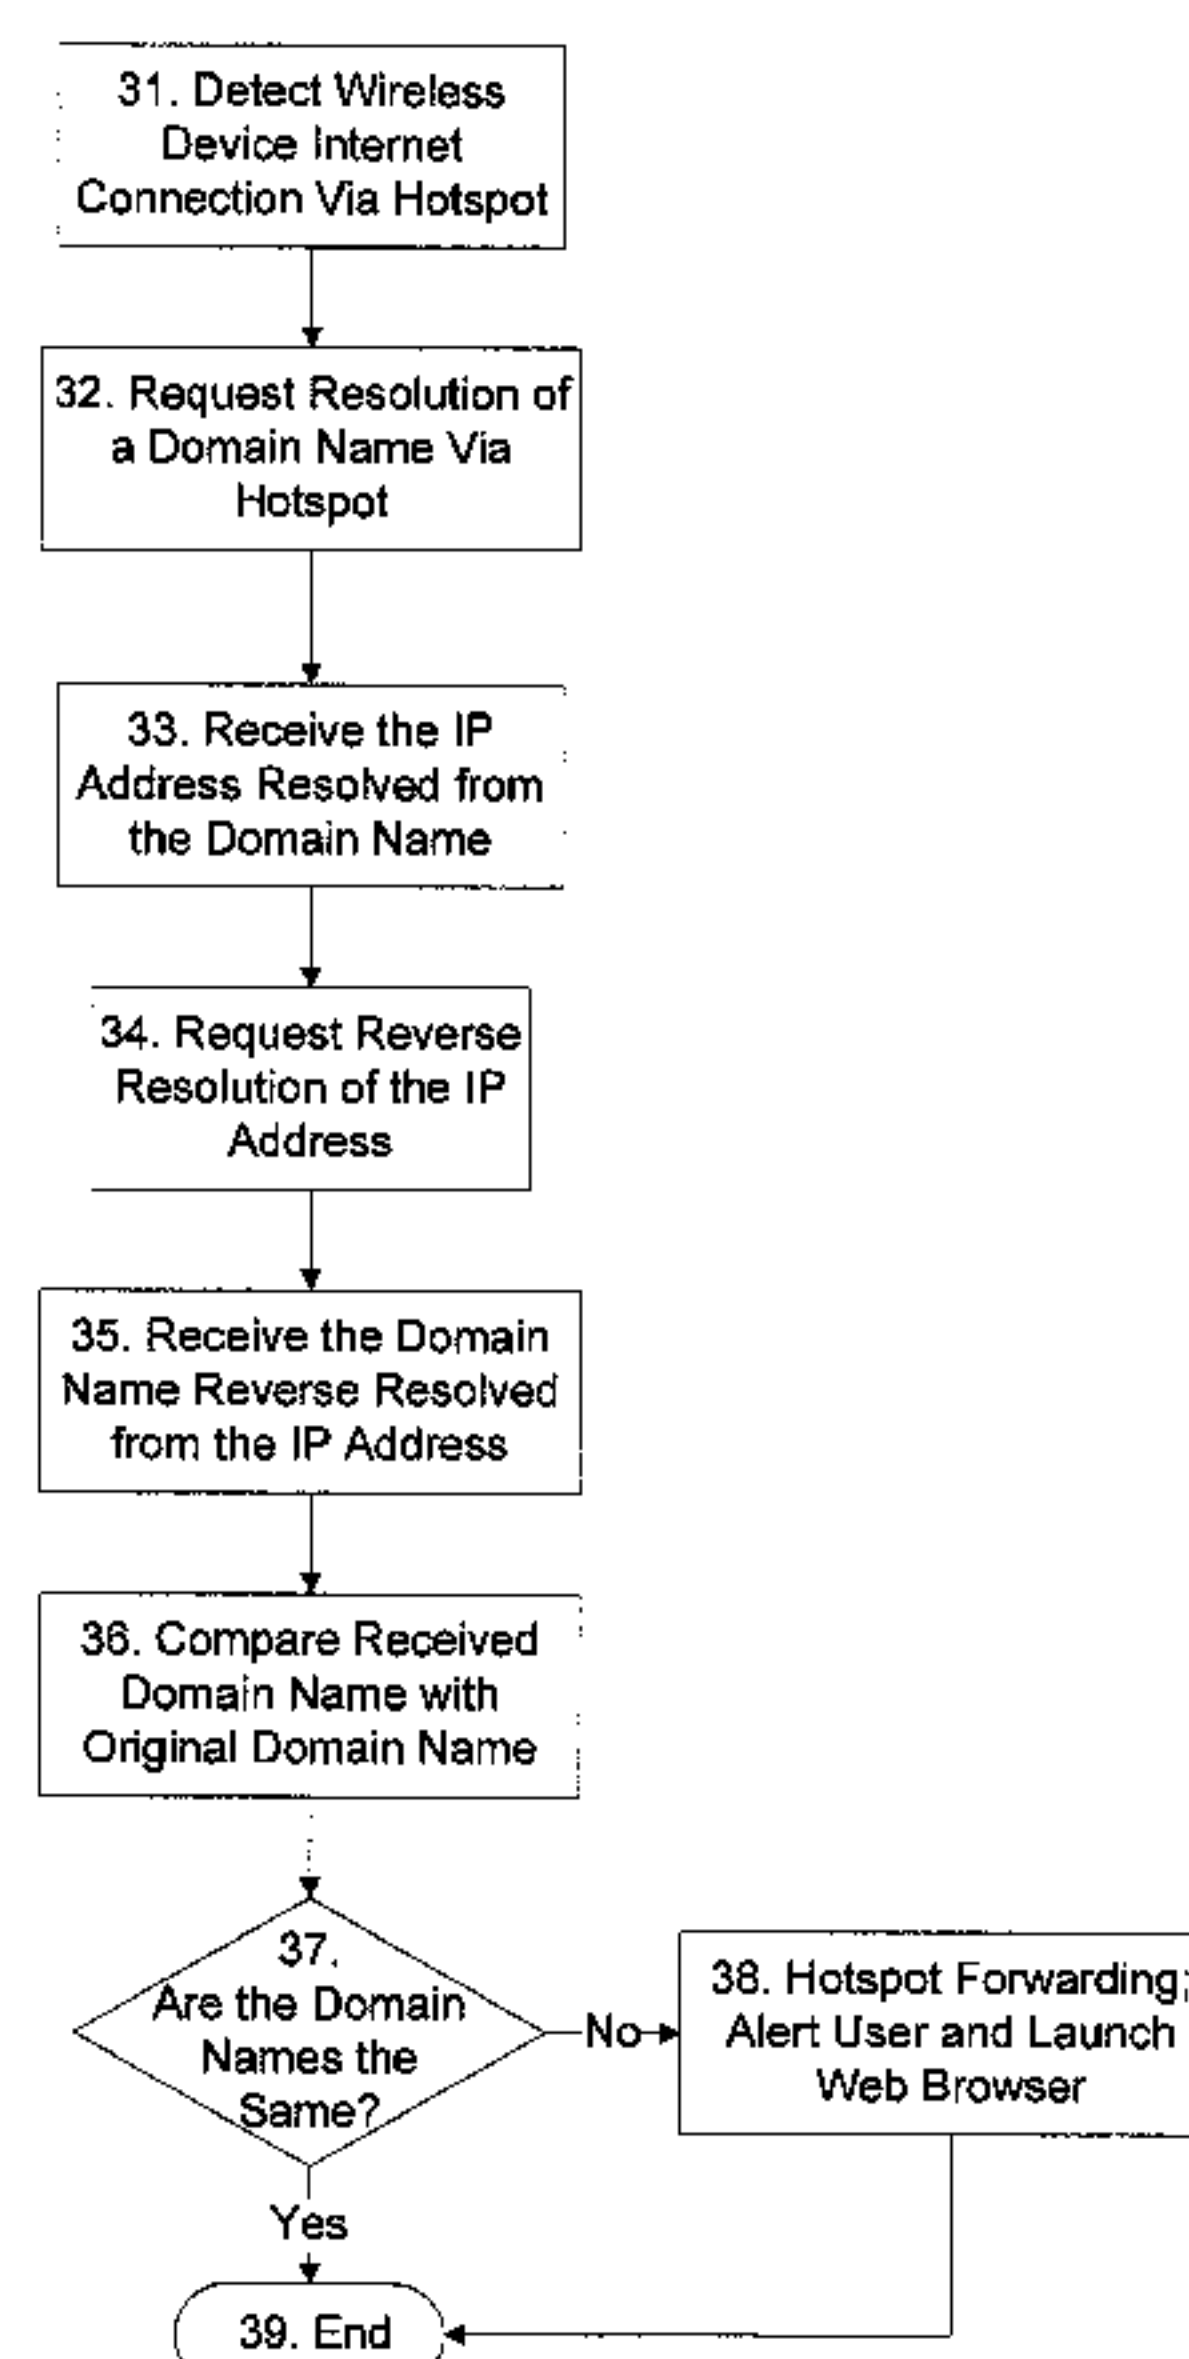 31. Detect Wireless
Device Internet
Connection Via Hotspot
32. Request Resolution of
a Domain Name Via
Hotspot
33. Receive the IP
Address Resolved from
the Domain Name
34. Request Reverse
Resolution of the IP
Address
35. Receive the Domain
Name Reverse Resolved
from the IP Address
36. Compare Received
Domain Name with
Original Domain Name
37.
Are the Domain
Names the
Same?
No
38. Hotspot Forwarding;
Alert User and Launch
Web Browser
Yes
39. End